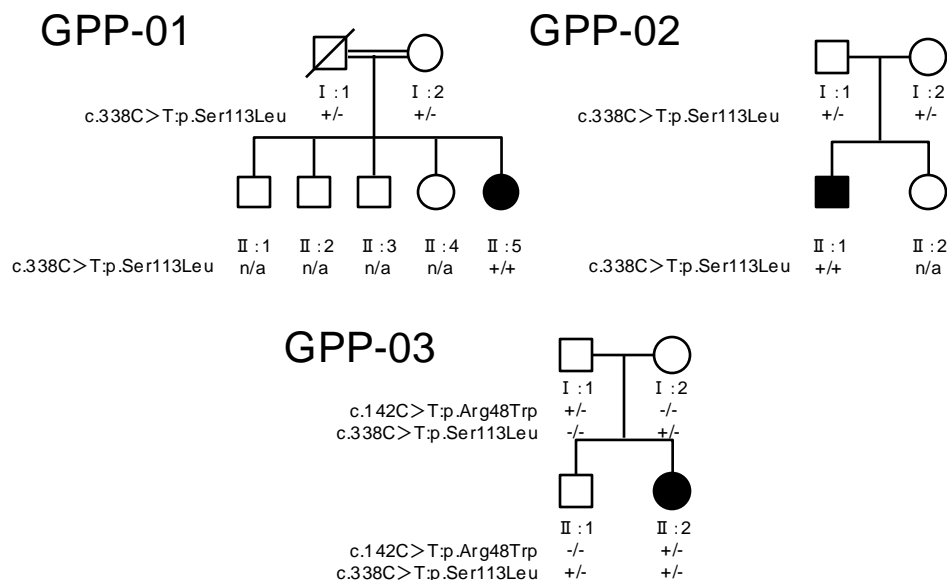 GPP-01
I:1 I:2
c.338C>T:p.Ser113Leu +/- +/-
II:1 II:2 II:3 II:4 II:5
c.338C>T:p.Ser113Leu n/a n/a n/a n/a +/+
GPP-02
I:1 I:2
c.338C>T:p.Ser113Leu +/- +/-
II:1 II:2
c.338C>T:p.Ser113Leu +/+ n/a
GPP-03
I:1 I:2
c.142C>T:p.Arg48Trp +/- -/-
c.338C>T:p.Ser113Leu -/- +/-
II:1 II:2
c.142C>T:p.Arg48Trp -/- +/-
c.338C>T:p.Ser113Leu +/- +/-